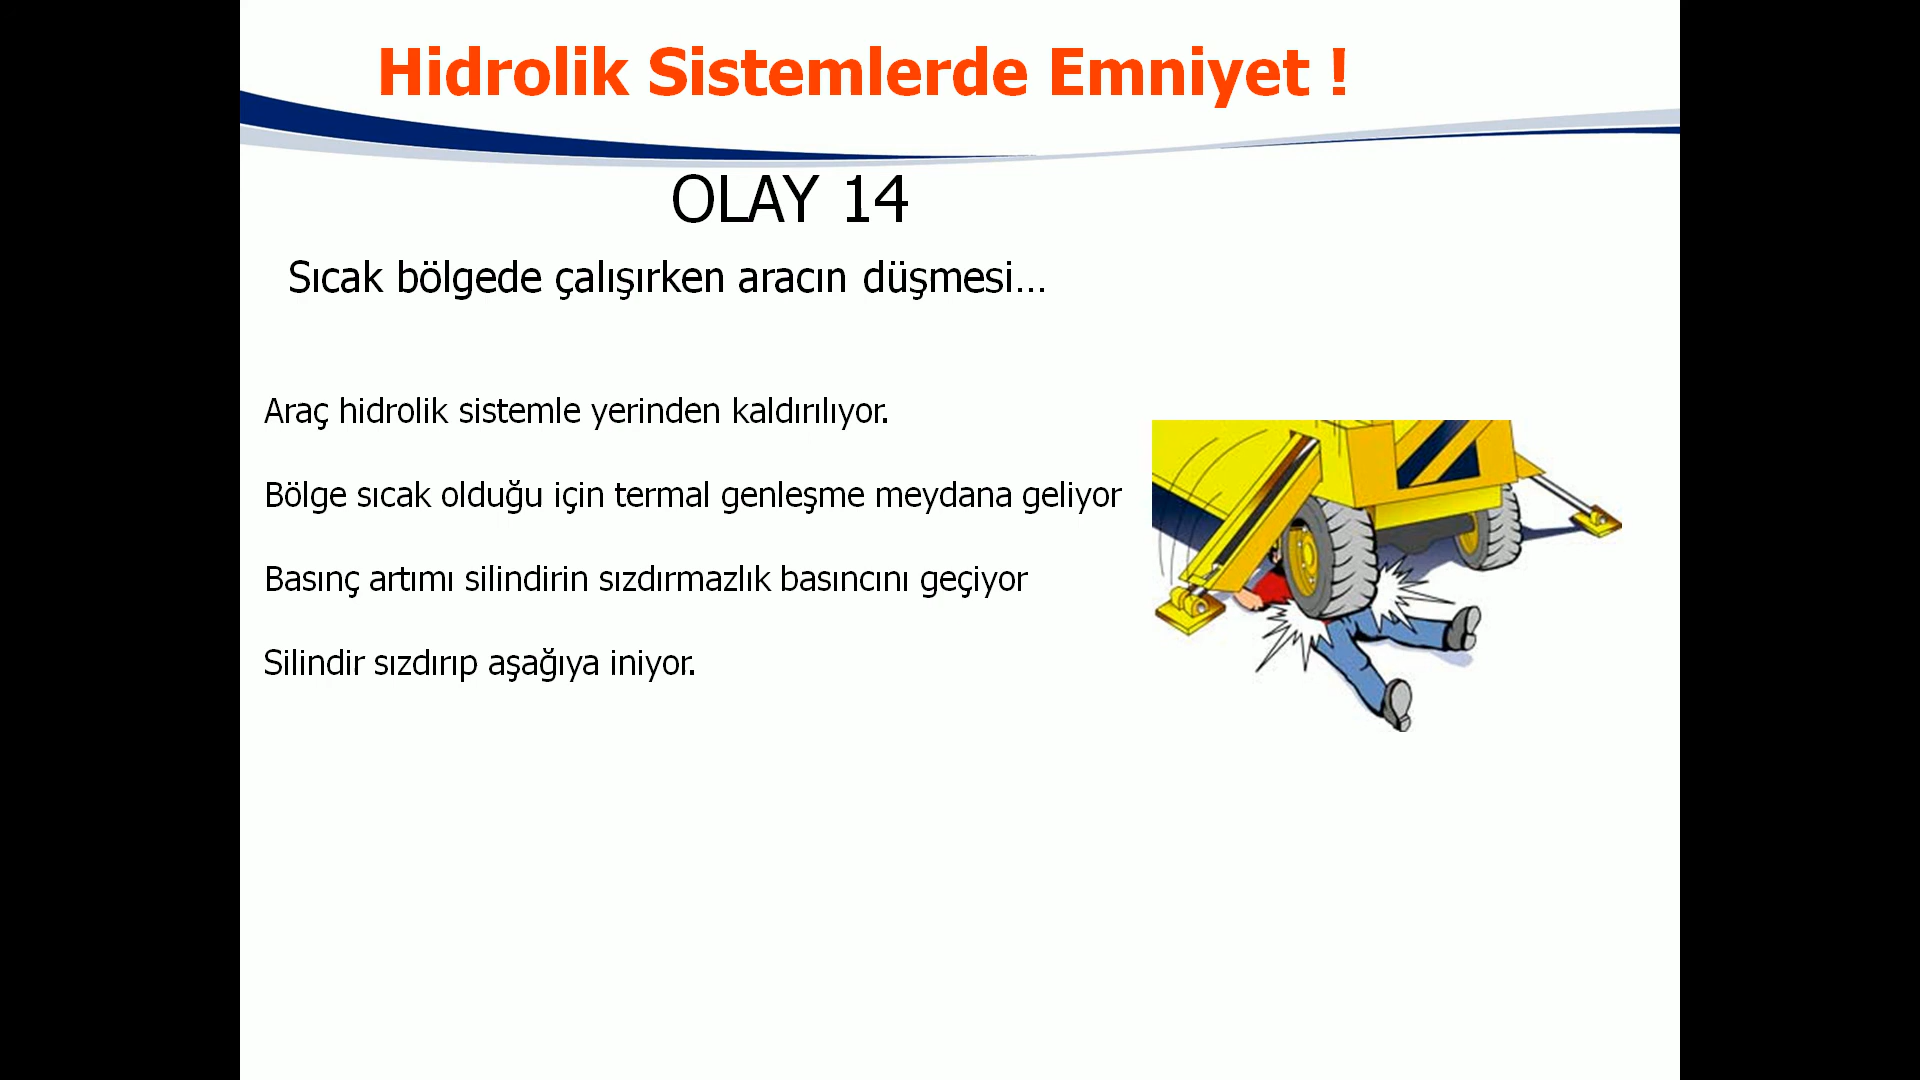 Hidrolik Sistemlerde Emniyet !
OLAY 14
Sıcak bölgede çalışırken aracın düşmesi...
Araç hidrolik sistemle yerinden kaldırılıyor.
Bölge sıcak olduğu için termal genleşme meydana geliyor
Basınç artımı silindirin sızdırmazlık basıncını geçiyor
Silindir sızdırıp aşağıya iniyor.